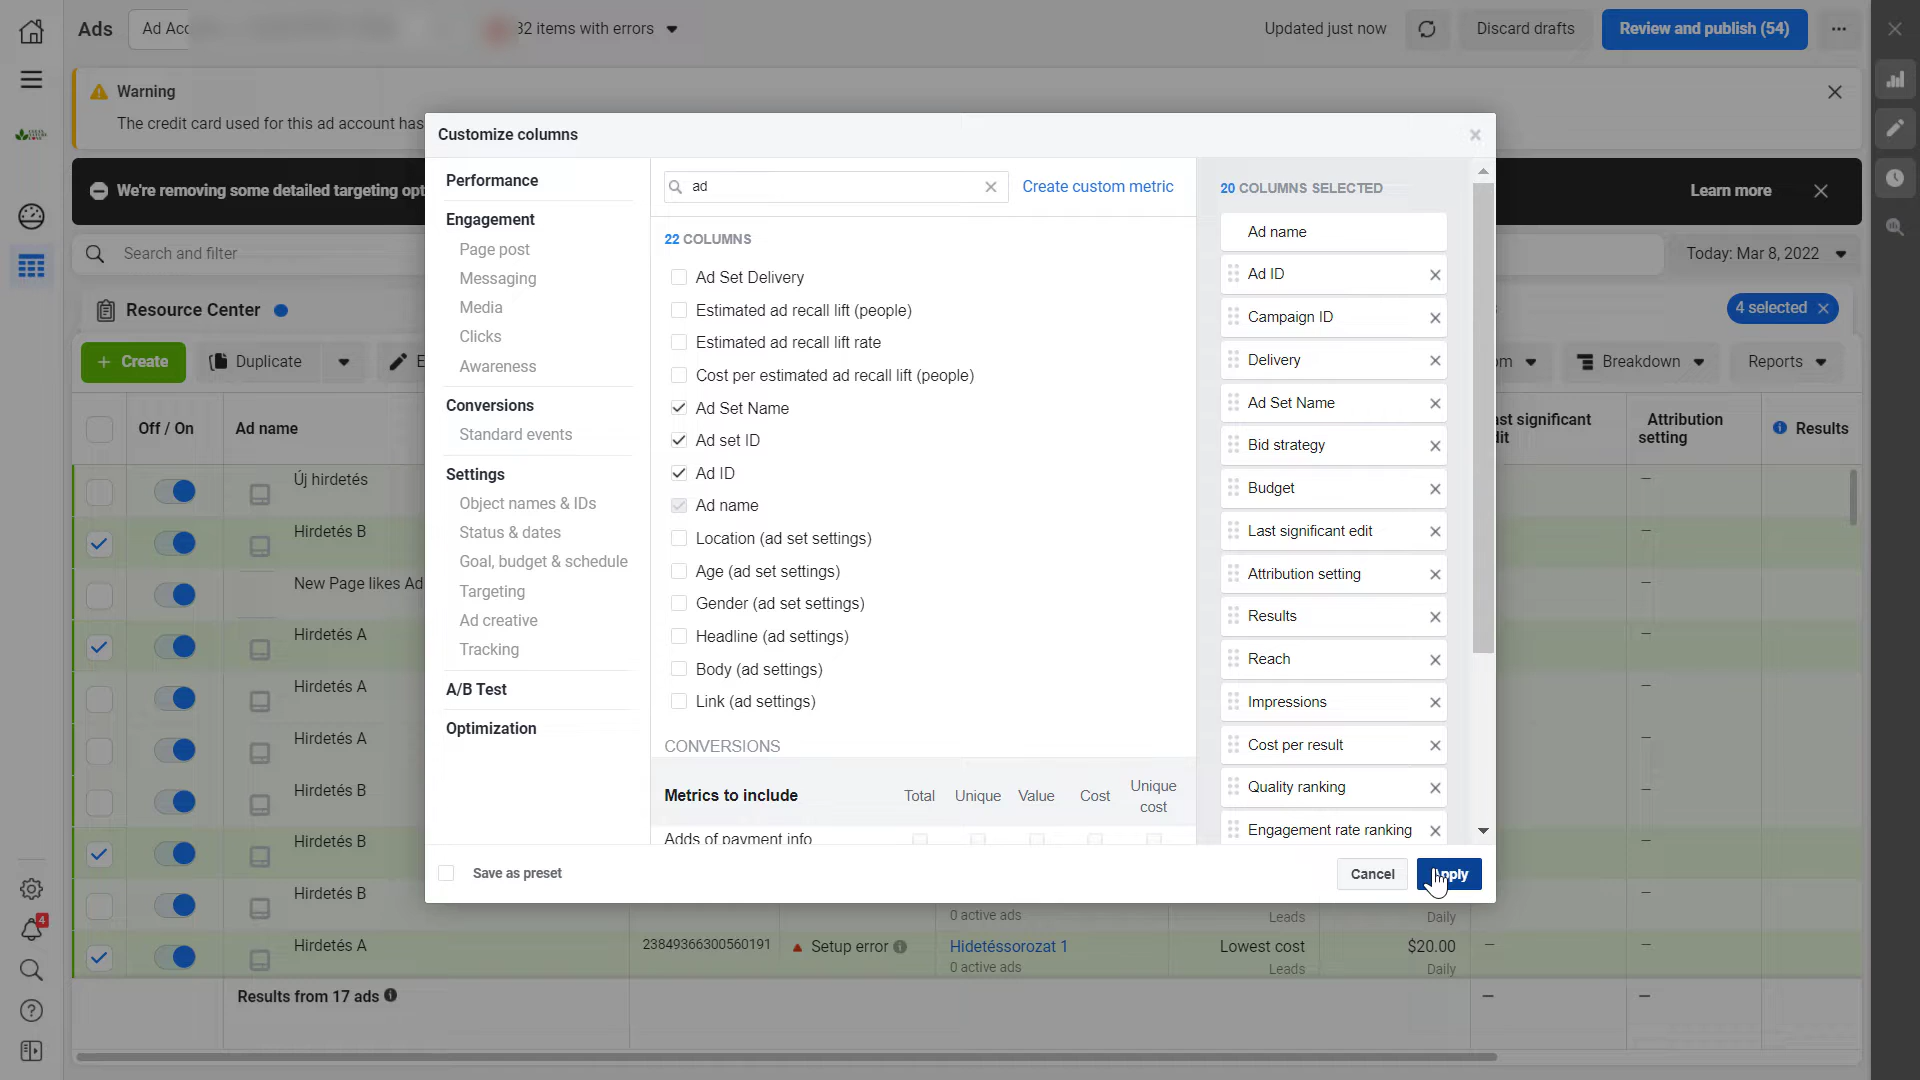 Ads
Ad Acc
32 items with errors
Updated just now
Discard drafts
Review and publish (54)
Warning
The credit card used for this ad account has
We're removing some detailed targeting opt
Learn more
Search and filter
Today: Mar 8, 2022
Resource Center
4 selected
+ Create
Duplicate
E
om
Breakdown
Reports
Off / On
Ad name
ast significant
dit
Attribution
setting
Results
Új hirdetés
—
Hirdetés B
—
New Page likes Ad
—
Hirdetés A
—
Hirdetés A
—
Hirdetés A
—
Hirdetés B
—
Hirdetés B
—
Hirdetés B
—
0 active ads
Leads
Daily
Hirdetés A
23849366300560191
Setup error
Hidetéssorozat 1
Lowest cost
$20.00
—
—
0 active ads
Leads
Daily
Results from 17 ads
—
—
4
Customize columns
Performance
Engagement
Page post
Messaging
Media
Clicks
Awareness
Conversions
Standard events
Settings
Object names & IDs
Status & dates
Goal, budget & schedule
Targeting
Ad creative
Tracking
A/B Test
Optimization
ad
Create custom metric
22 COLUMNS
Ad Set Delivery
Estimated ad recall lift (people)
Estimated ad recall lift rate
Cost per estimated ad recall lift (people)
Ad Set Name
Ad set ID
Ad ID
Ad name
Location (ad set settings)
Age (ad set settings)
Gender (ad set settings)
Headline (ad settings)
Body (ad settings)
Link (ad settings)
CONVERSIONS
Metrics to include
Total
Unique
Value
Cost
Unique
cost
Adds of payment info
20 COLUMNS SELECTED
Ad name
Ad ID
Campaign ID
Delivery
Ad Set Name
Bid strategy
Budget
Last significant edit
Attribution setting
Results
Reach
Impressions
Cost per result
Quality ranking
Engagement rate ranking
Save as preset
Cancel
Apply